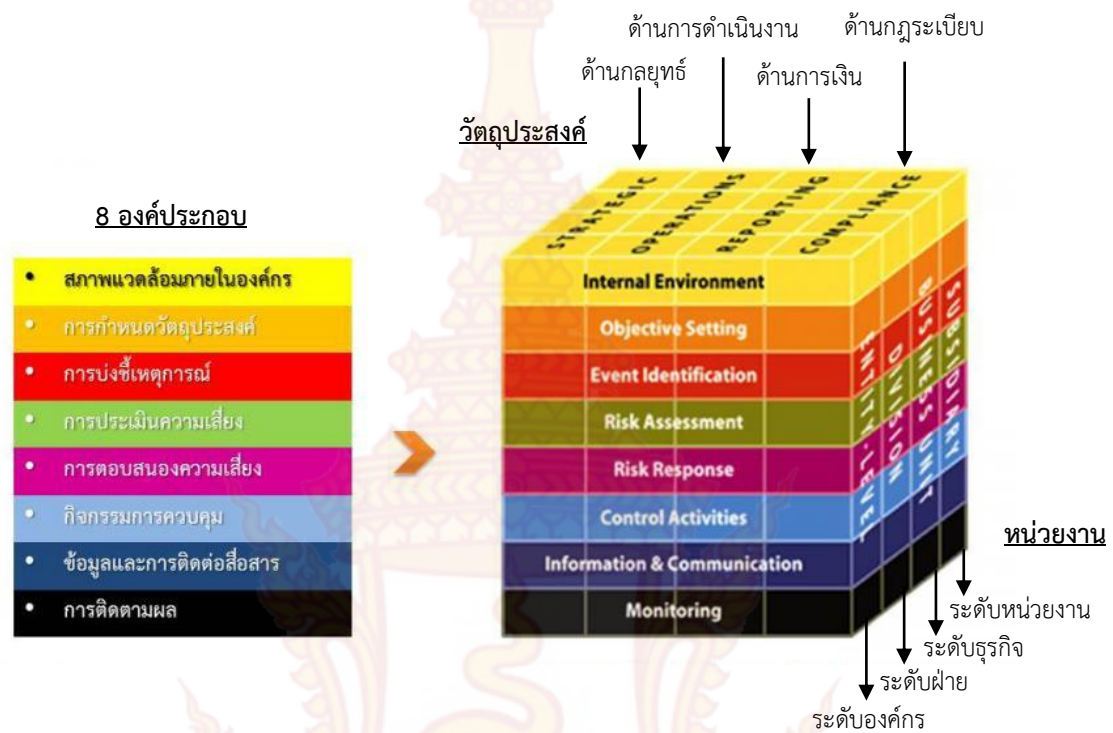 ด้านการดำเนินงาน
ด้านกฎระเบียบ
ด้านกลยุทธ์
ด้านการเงิน
วัตถุประสงค์
8 องค์ประกอบ
• สภาพแวดล้อมภายในองค์กร
• การกำหนดวัตถุประสงค์
• การบ่งชี้เหตุการณ์
• การประเมินความเสี่ยง
• การตอบสนองความเสี่ยง
• กิจกรรมการควบคุม
• ข้อมูลและการติดต่อสื่อสาร
• การติดตามผล
STRATEGIC
OPERATIONS
REPORTING
COMPLIANCE
Internal Environment
Objective Setting
Event Identification
Risk Assessment
Risk Response
Control Activities
Information & Communication
Monitoring
ENTITY-LEVEL
DIVISION
BUSINESS UNIT
SUBSIDIARY
หน่วยงาน
ระดับหน่วยงาน
ระดับธุรกิจ
ระดับฝ่าย
ระดับองค์กร